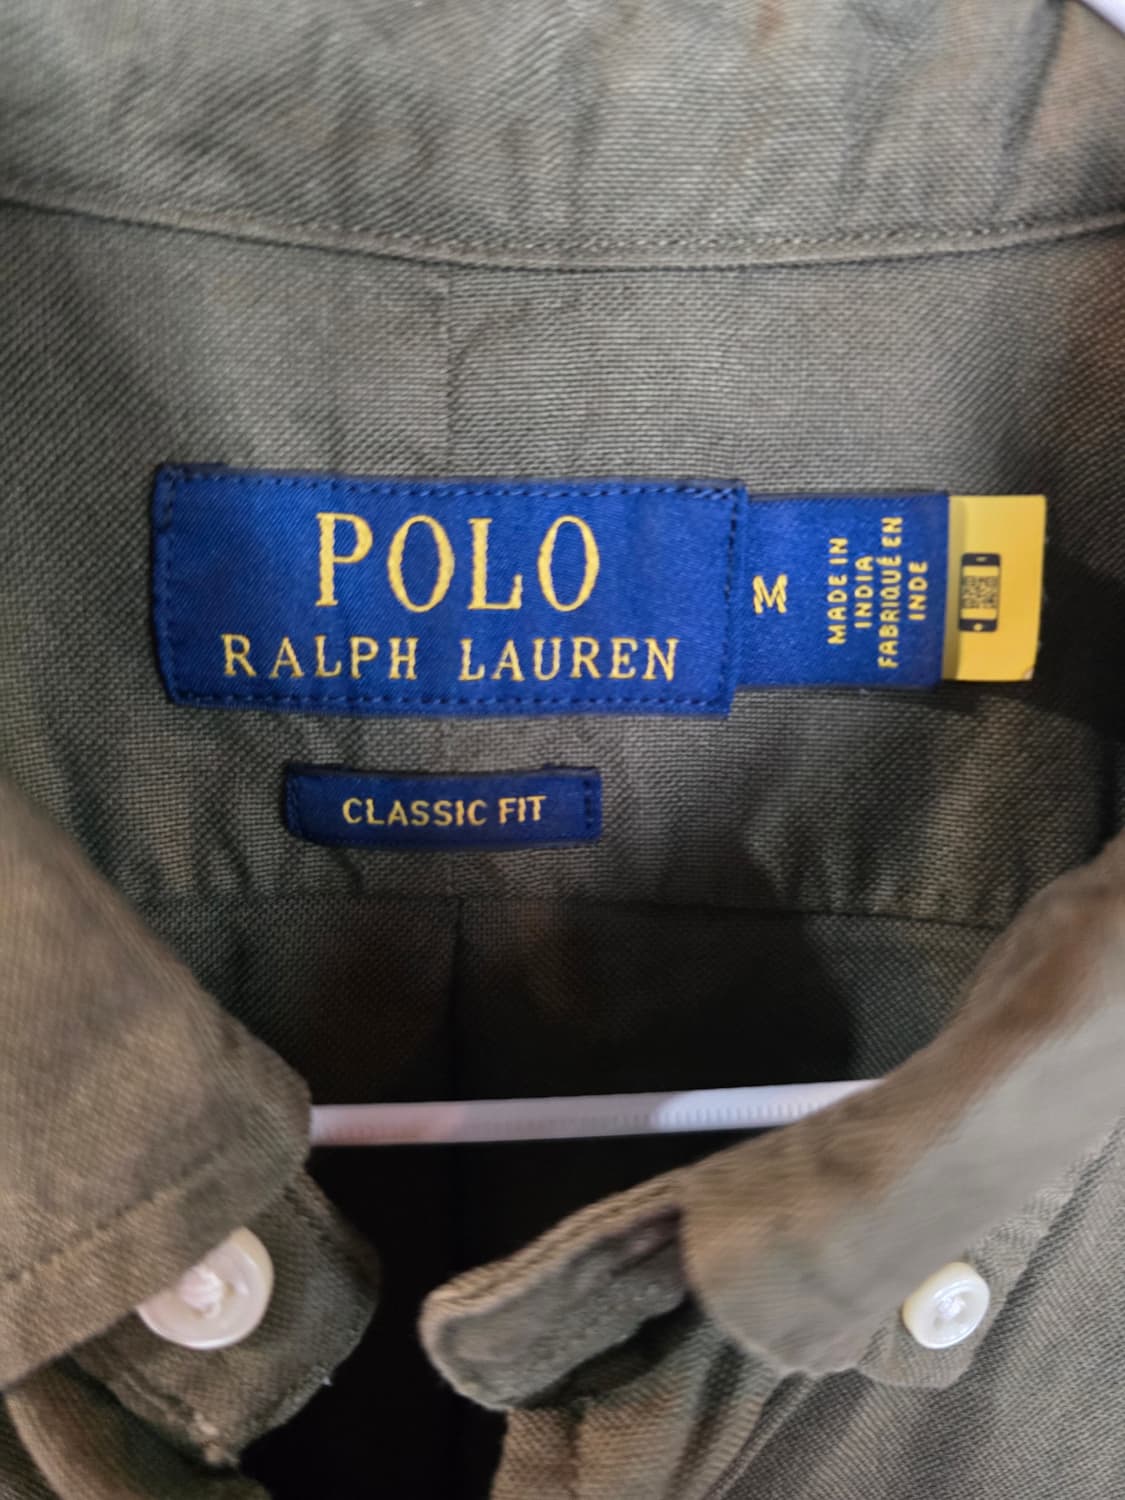 POLO
RALPH LAUREN
M
MADE IN
INDIA
FABRIQUÉ EN
INDE
CLASSIC FIT